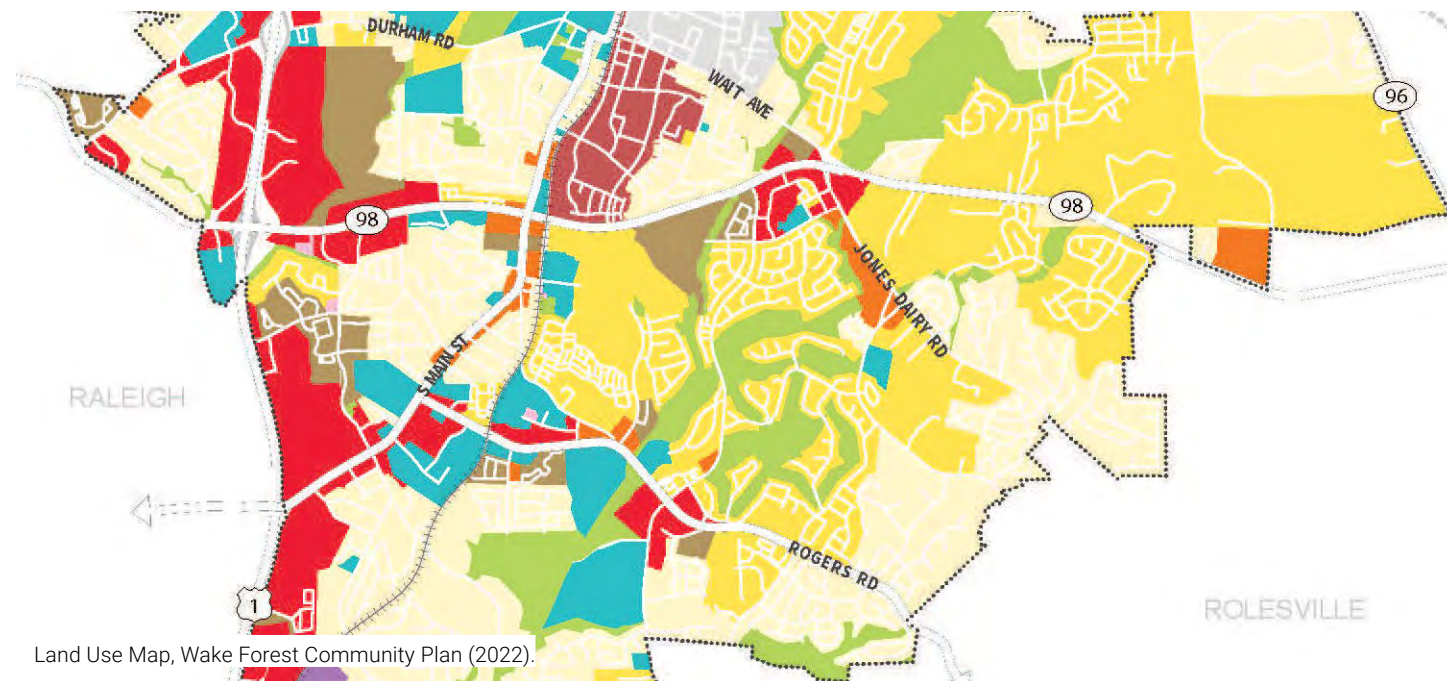 DURHAM RD
WAIT AVE
96
98
98
JONES DAIRY RD
S MAIN ST
RALEIGH
ROGERS RD
1
ROLESVILLE
Land Use Map, Wake Forest Community Plan (2022).